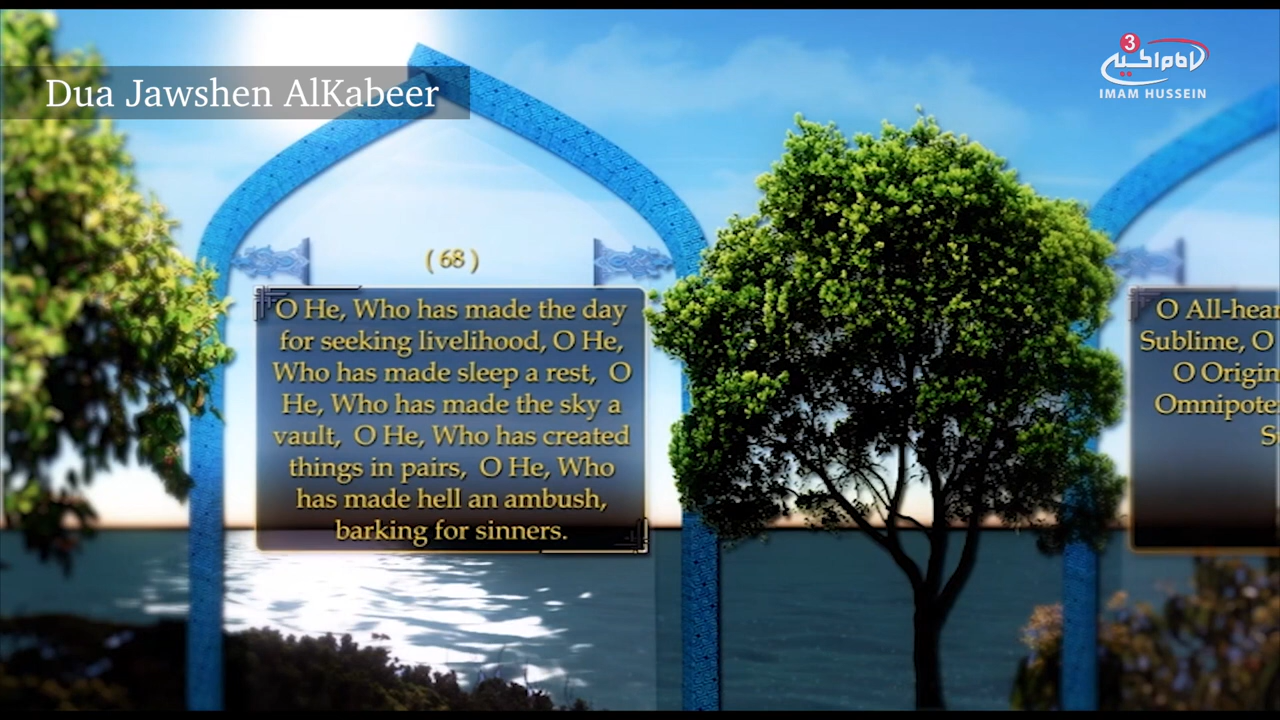 Dua Jawshen AlKabeer
3
IMAM HUSSEIN
( 68 )
O He, Who has made the day
for seeking livelihood, O He,
Who has made sleep a rest, O
He, Who has made the sky a
vault, O He, Who has created
things in pairs, O He, Who
has made hell an ambush,
barking for sinners.
O All-hear
Sublime, O
O Origin
Omnipote